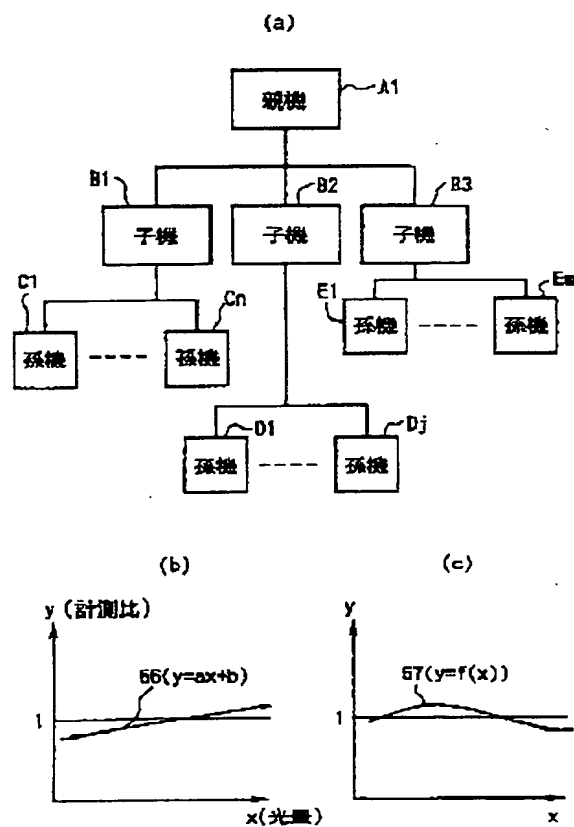 (a)
親機
A1
B1
B2
B3
子機
子機
子機
C1
Cn
E1
Em
孫機
孫機
孫機
孫機
D1
Dj
孫機
孫機
(b)
(c)
y (計測比)
66(y=ax+b)
1
x(光量)
y
67(y=f(x))
1
x